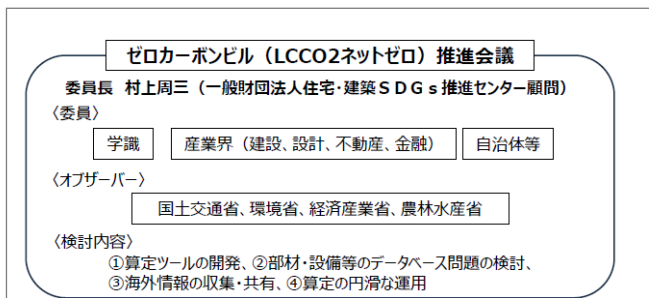 ゼロカーボンビル（LCCO2ネットゼロ）推進会議
委員長 村上周三（一般財団法人住宅・建築ＳＤＧｓ推進センター顧問）
〈委員〉
学識 産業界（建設、設計、不動産、金融） 自治体等
〈オブザーバー〉
国土交通省、環境省、経済産業省、農林水産省
〈検討内容〉
①算定ツールの開発、②部材・設備等のデータベース問題の検討、
③海外情報の収集・共有、④算定の円滑な運用